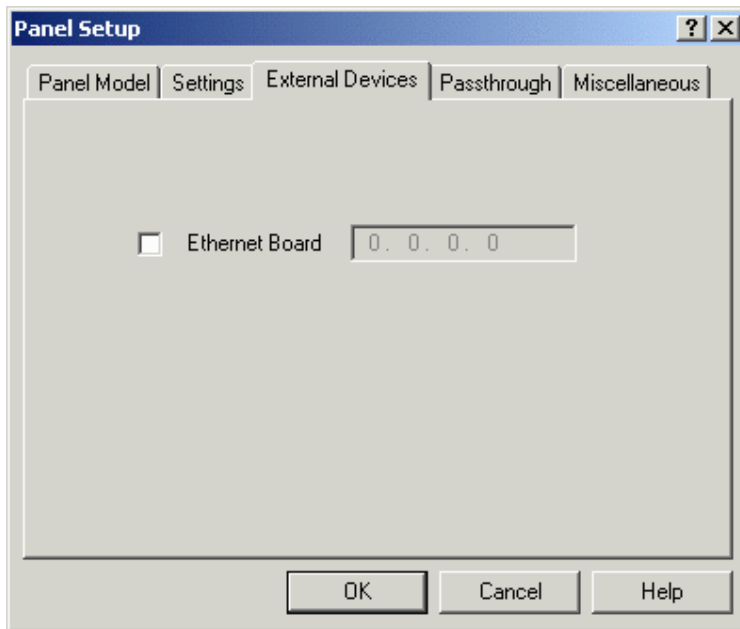 Panel Setup
Panel Model Settings External Devices Passthrough Miscellaneous
Ethernet Board 0. 0. 0. 0
OK Cancel Help